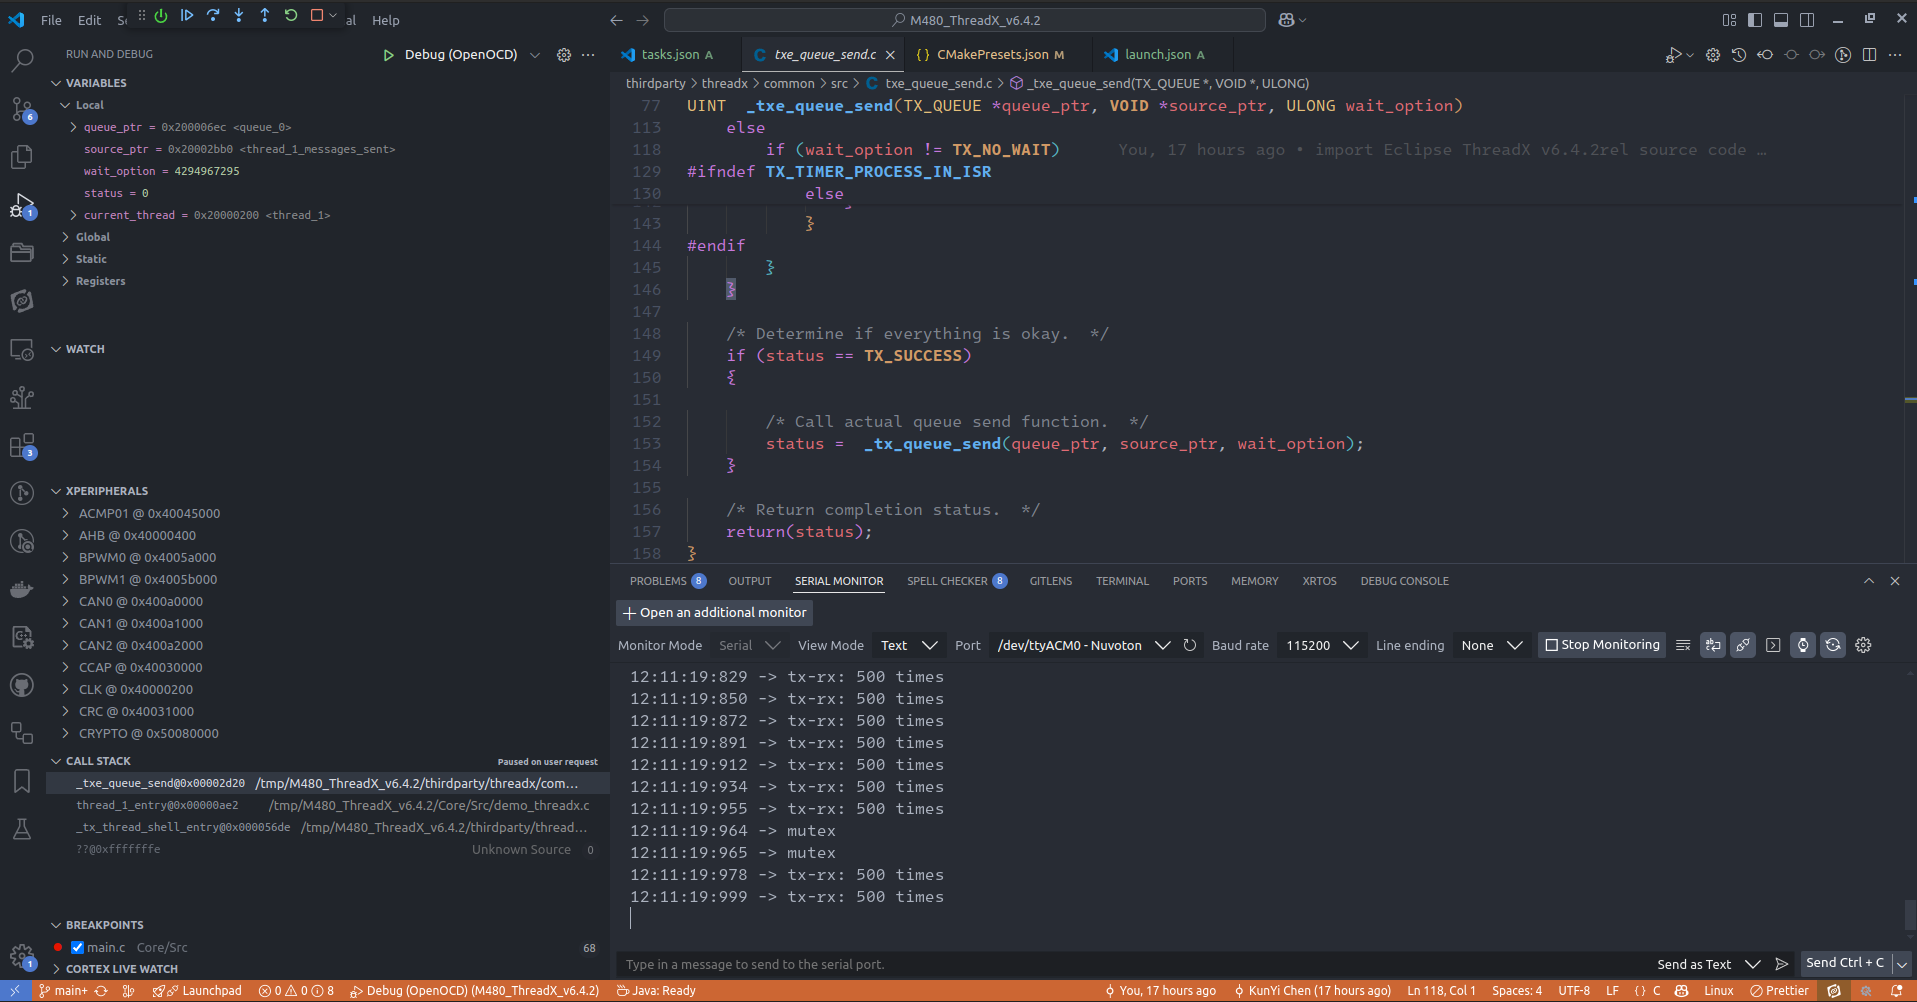 File Edit S al Help
M480_ThreadX_v6.4.2
RUN AND DEBUG
Debug (OpenOCD)
VARIABLES
Local
queue_ptr = 0x200006ec <queue_0>
source_ptr = 0x20002bb0 <thread_1_messages_sent>
wait_option = 4294967295
status = 0
current_thread = 0x20000200 <thread_1>
Global
Static
Registers
WATCH
XPERIPHERALS
ACMP01 @ 0x40045000
AHB @ 0x40000400
BPWM0 @ 0x4005a000
BPWM1 @ 0x4005b000
CAN0 @ 0x400a0000
CAN1 @ 0x400a1000
CAN2 @ 0x400a2000
CCAP @ 0x40030000
CLK @ 0x40000200
CRC @ 0x40031000
CRYPTO @ 0x50080000
CALL STACK Paused on user request
_txe_queue_send@0x00002d20 /tmp/M480_ThreadX_v6.4.2/thirdparty/threadx/com…
thread_1_entry@0x00000ae2 /tmp/M480_ThreadX_v6.4.2/Core/Src/demo_threadx.c
_tx_thread_shell_entry@0x000056de /tmp/M480_ThreadX_v6.4.2/thirdparty/thread…
??@0xfffffffe Unknown Source 0
BREAKPOINTS
main.c Core/Src 68
CORTEX LIVE WATCH
6
1
3
1
tasks.json A
txe_queue_send.c
{} CMakePresets.json M
launch.json A
thirdparty > threadx > common > src > C txe_queue_send.c > _txe_queue_send(TX_QUEUE *, VOID *, ULONG)
77 UINT _txe_queue_send(TX_QUEUE *queue_ptr, VOID *source_ptr, ULONG wait_option)
113 else
118 if (wait_option != TX_NO_WAIT) You, 17 hours ago • import Eclipse ThreadX v6.4.2rel source code …
129 #ifndef TX_TIMER_PROCESS_IN_ISR
130 else
143 }
144 #endif
145 }
146 }
147
148 /* Determine if everything is okay. */
149 if (status == TX_SUCCESS)
150 {
151
152 /* Call actual queue send function. */
153 status = _tx_queue_send(queue_ptr, source_ptr, wait_option);
154 }
155
156 /* Return completion status. */
157 return(status);
158 }
PROBLEMS 8 OUTPUT SERIAL MONITOR SPELL CHECKER 8 GITLENS TERMINAL PORTS MEMORY XRTOS DEBUG CONSOLE
Open an additional monitor
Monitor Mode Serial View Mode Text Port /dev/ttyACM0 - Nuvoton Baud rate 115200 Line ending None Stop Monitoring
12:11:19:829 -> tx-rx: 500 times
12:11:19:850 -> tx-rx: 500 times
12:11:19:872 -> tx-rx: 500 times
12:11:19:891 -> tx-rx: 500 times
12:11:19:912 -> tx-rx: 500 times
12:11:19:934 -> tx-rx: 500 times
12:11:19:955 -> tx-rx: 500 times
12:11:19:964 -> mutex
12:11:19:965 -> mutex
12:11:19:978 -> tx-rx: 500 times
12:11:19:999 -> tx-rx: 500 times
Type in a message to send to the serial port. Send as Text Send Ctrl + C
main+ Launchpad 0 0 8 Debug (OpenOCD) (M480_ThreadX_v6.4.2) Java: Ready You, 17 hours ago KunYi Chen (17 hours ago) Ln 118, Col 1 Spaces: 4 UTF-8 LF {} C Linux Prettier